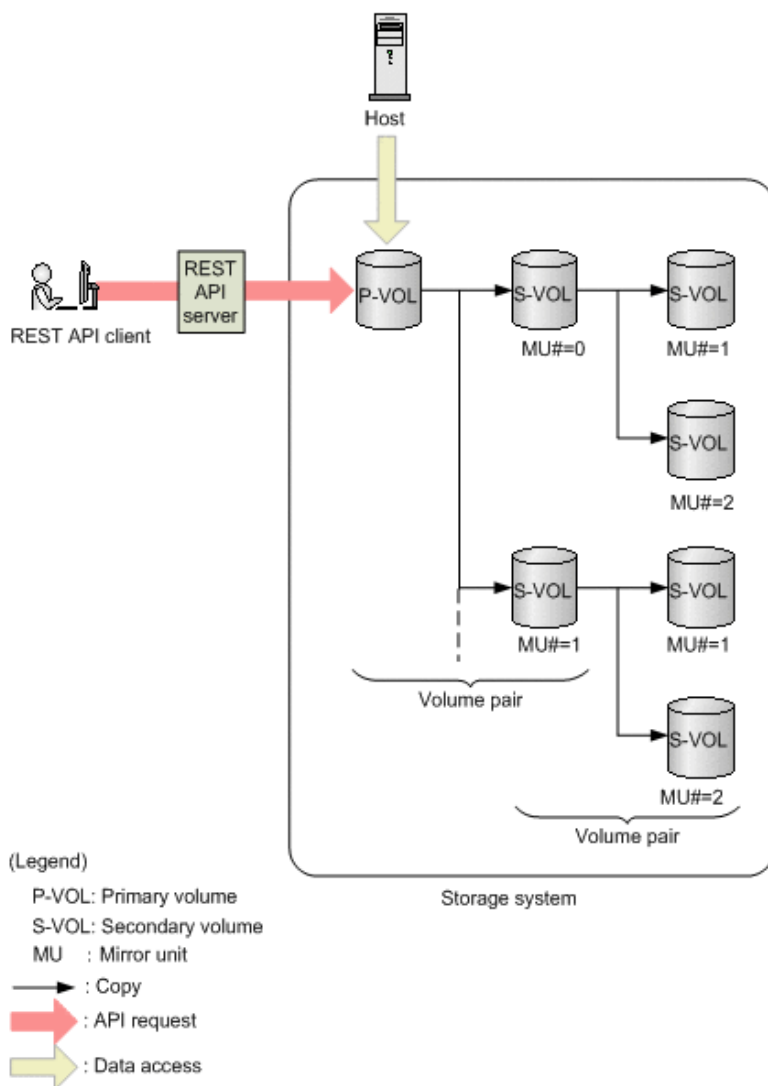 Host
REST
API
server
REST API client
P-VOL
S-VOL
S-VOL
MU#=0
MU#=1
S-VOL
MU#=2
S-VOL
S-VOL
MU#=1
MU#=1
Volume pair
S-VOL
MU#=2
Volume pair
Storage system
(Legend)
P-VOL: Primary volume
S-VOL: Secondary volume
MU : Mirror unit
: Copy
: API request
: Data access